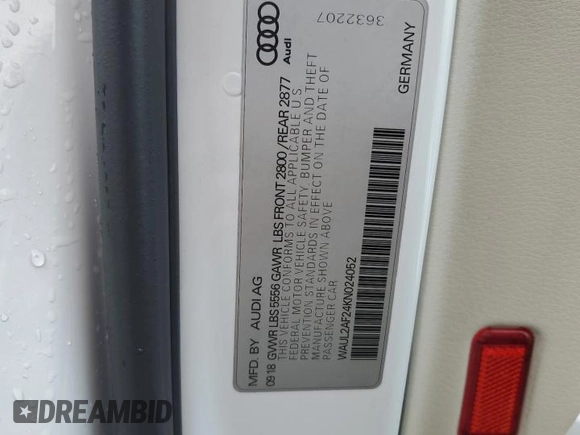 3632207
Audi
MFD. BY AUDI AG
0918 GVWR LBS 5556 GAWR LBS FRONT 2800 /REAR 2877
THIS VEHICLE CONFORMS TO ALL APPLICABLE U S
FEDERAL MOTOR VEHICLE SAFETY, BUMPER AND THEFT
PREVENTION STANDARDS IN EFFECT ON THE DATE OF
MANUFACTURE SHOWN ABOVE
PASSENGER CAR
WAUL2AF24KN024052
GERMANY
DREAMBID